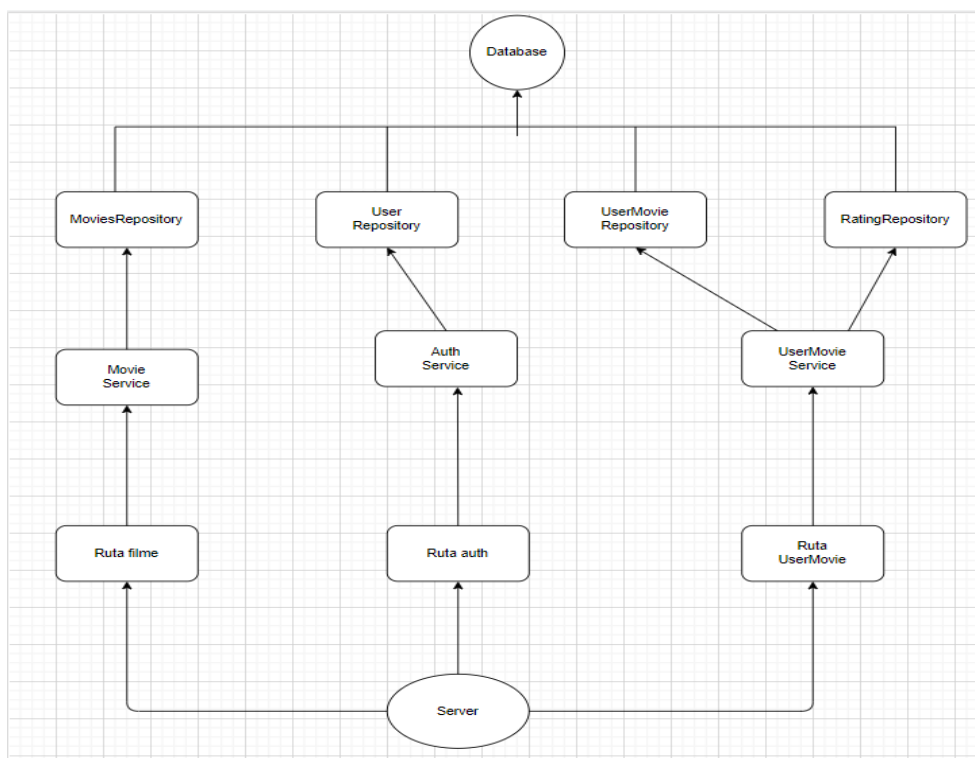 Database
MoviesRepository
User
Repository
UserMovie
Repository
RatingRepository
Movie
Service
Auth
Service
UserMovie
Service
Ruta filme
Ruta auth
Ruta
UserMovie
Server